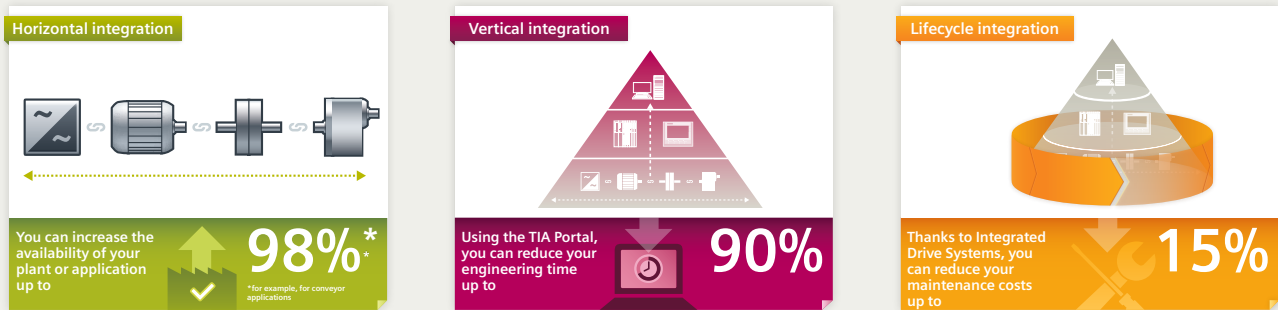 Horizontal integration
You can increase the
availability of your
plant or application
up to
98%*
*
*for example, for conveyor
applications
Vertical integration
Using the TIA Portal,
you can reduce your
engineering time
up to
90%
Lifecycle integration
Thanks to Integrated
Drive Systems, you
can reduce your
maintenance costs
up to
15%